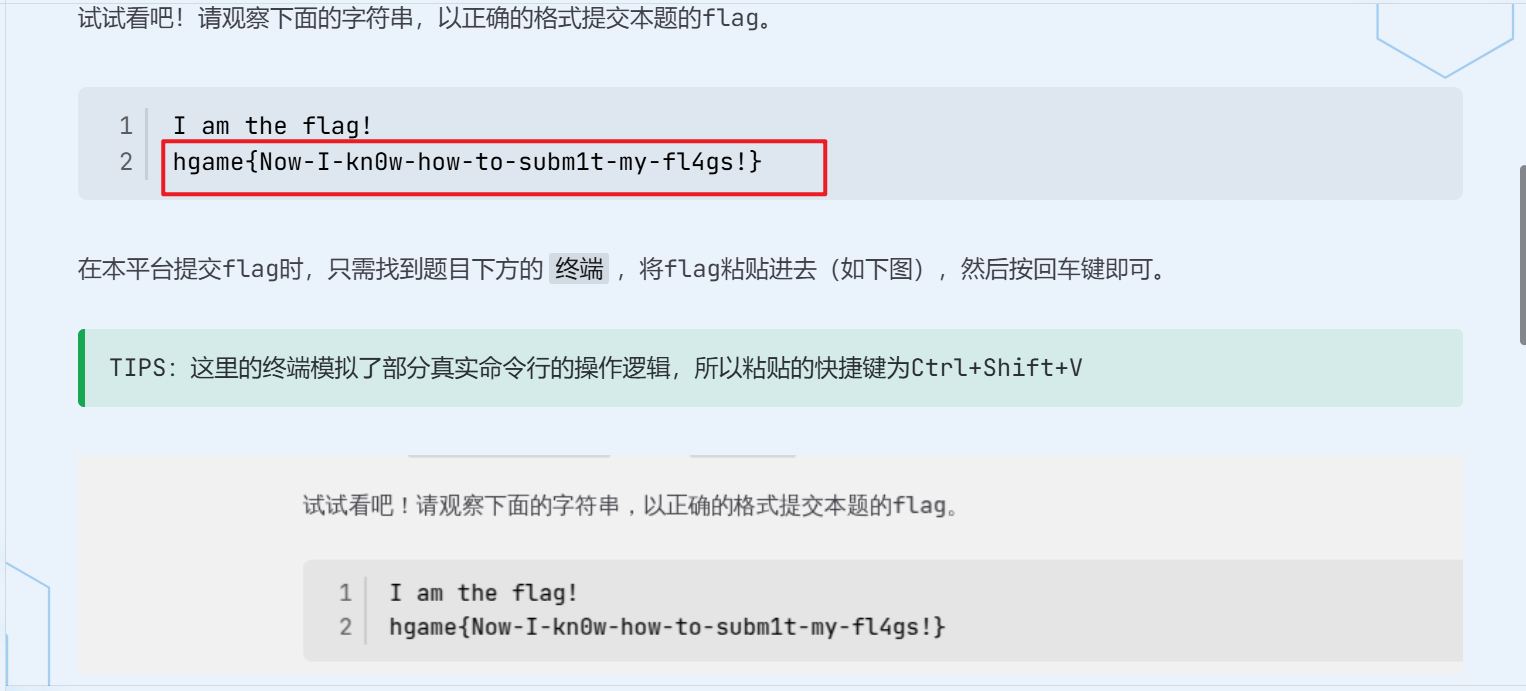 试试看吧！请观察下面的字符串，以正确的格式提交本题的flag。
1 I am the flag!
2 hgame{Now-I-kn0w-how-to-subm1t-my-fl4gs!}
在本平台提交flag时，只需找到题目下方的 终端 ，将flag粘贴进去（如下图），然后按回车键即可。
TIPS：这里的终端模拟了部分真实命令行的操作逻辑，所以粘贴的快捷键为Ctrl+Shift+V
试试看吧！请观察下面的字符串，以正确的格式提交本题的flag。
1 I am the flag!
2 hgame{Now-I-kn0w-how-to-subm1t-my-fl4gs!}